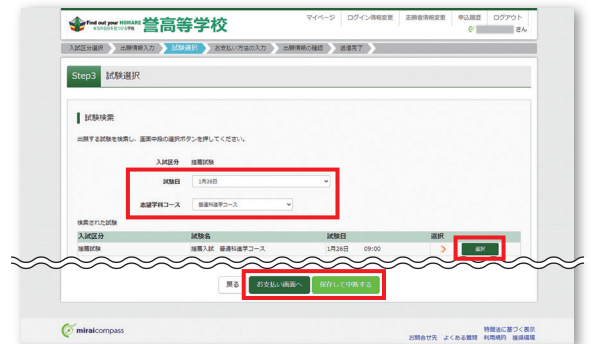 Find out your HOMARE 誉高等学校
マイページ ログイン情報変更 志願者情報変更 申込履歴 ログアウト
さん
入試区分選択 出願情報入力 試験選択 お支払い方法の入力 出願情報の確認 送信完了
Step3 試験選択
試験検索
出願する試験を検索し、画面中段の選択ボタンを押してください。
入試区分 推薦試験
試験日 1月26日
志望学科コース 普通科進学コース
検索された試験
入試区分 試験名 試験日 選択
推薦試験 推薦入試 普通科進学コース 1月26日 09:00 選択
戻る お支払い画面へ 保存して中断する
miraicompass
特商法に基づく表示
お問合せ先 よくある質問 利用規約 推奨環境